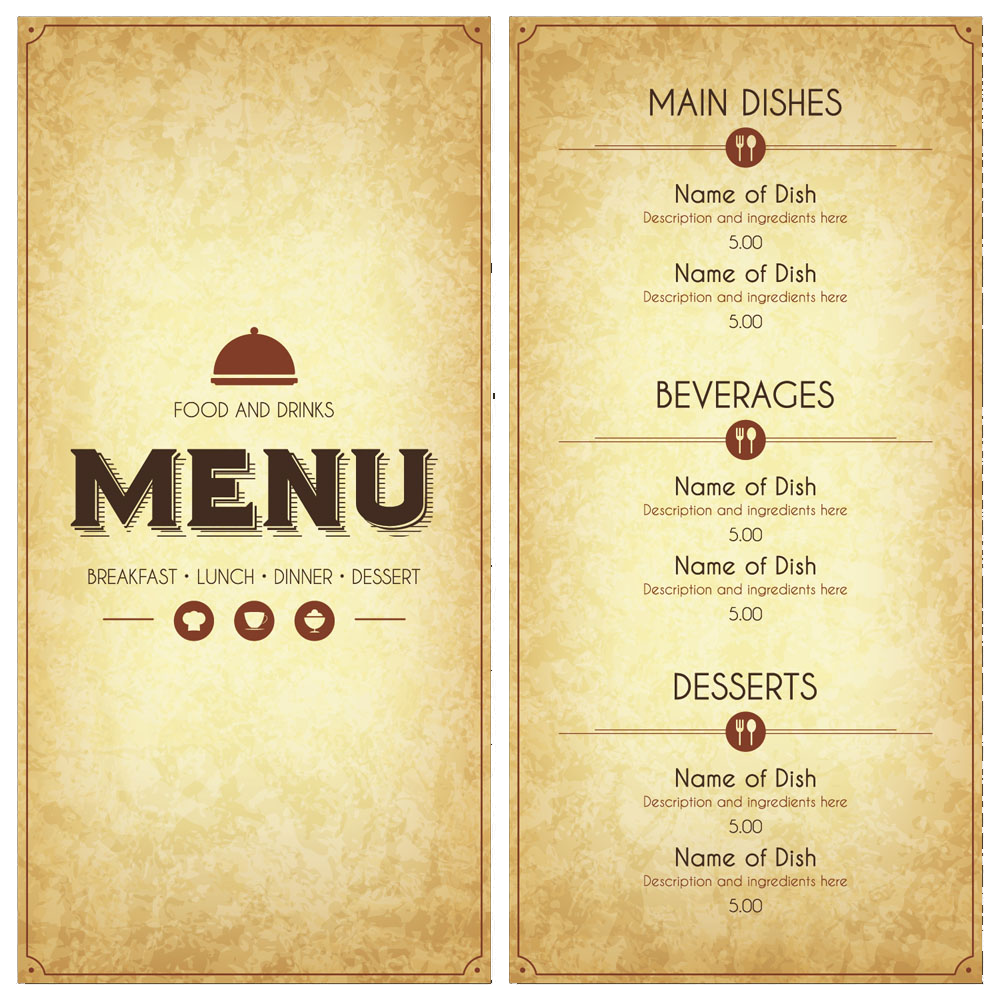 FOOD AND DRINKS
MENU
BREAKFAST • LUNCH • DINNER • DESSERT
MAIN DISHES
Name of Dish
Description and ingredients here
5.00
Name of Dish
Description and ingredients here
5.00
BEVERAGES
Name of Dish
Description and ingredients here
5.00
Name of Dish
Description and ingredients here
5.00
DESSERTS
Name of Dish
Description and ingredients here
5.00
Name of Dish
Description and ingredients here
5.00